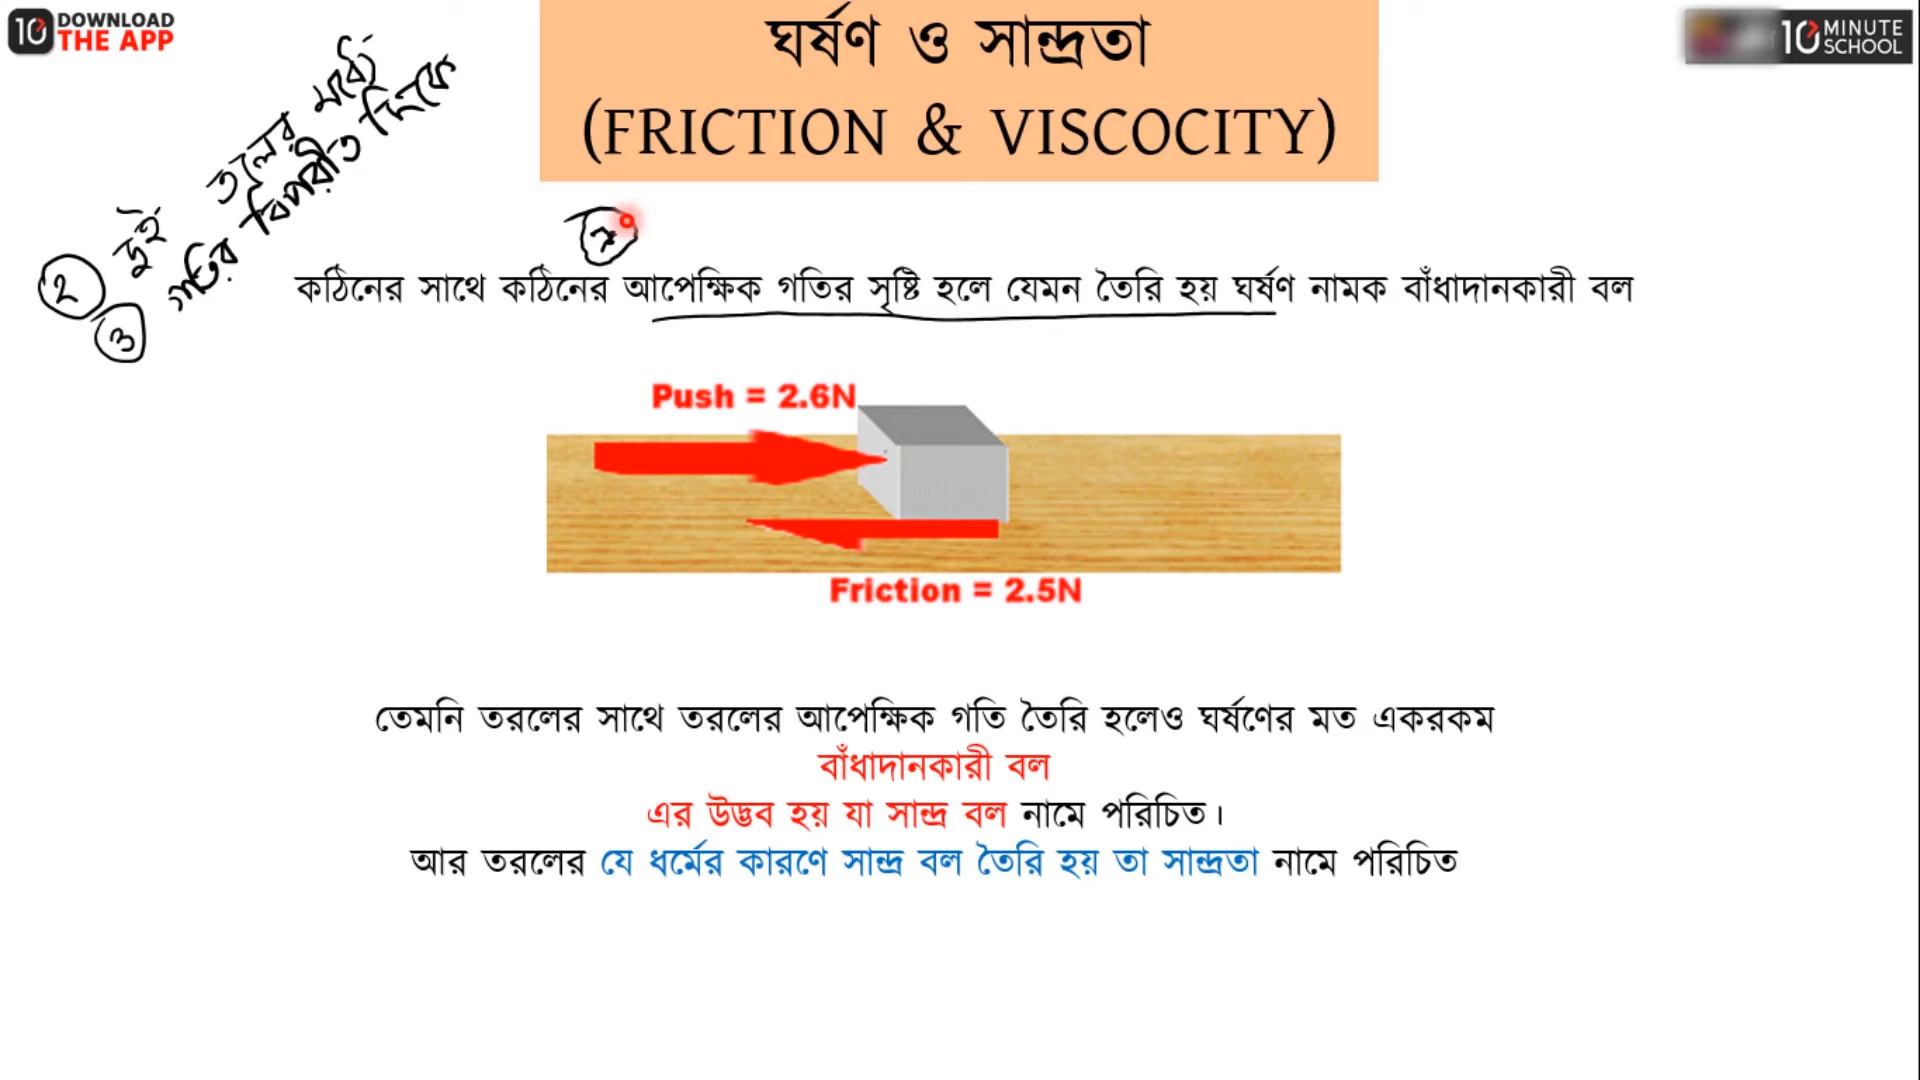 DOWNLOAD
THE APP
10 MINUTE
SCHOOL
ঘর্ষণ ও সান্দ্রতা
(FRICTION & VISCOCITY)
১
২ দুই তলের মধ্যে
৩ গতির বিপরীত দিকে
কঠিনের সাথে কঠিনের আপেক্ষিক গতির সৃষ্টি হলে যেমন তৈরি হয় ঘর্ষণ নামক বাঁধাদানকারী বল
Push = 2.6N
Friction = 2.5N
তেমনি তরলের সাথে তরলের আপেক্ষিক গতি তৈরি হলেও ঘর্ষণের মত একরকম
বাঁধাদানকারী বল
এর উদ্ভব হয় যা সান্দ্র বল নামে পরিচিত।
আর তরলের যে ধর্মের কারণে সান্দ্র বল তৈরি হয় তা সান্দ্রতা নামে পরিচিত